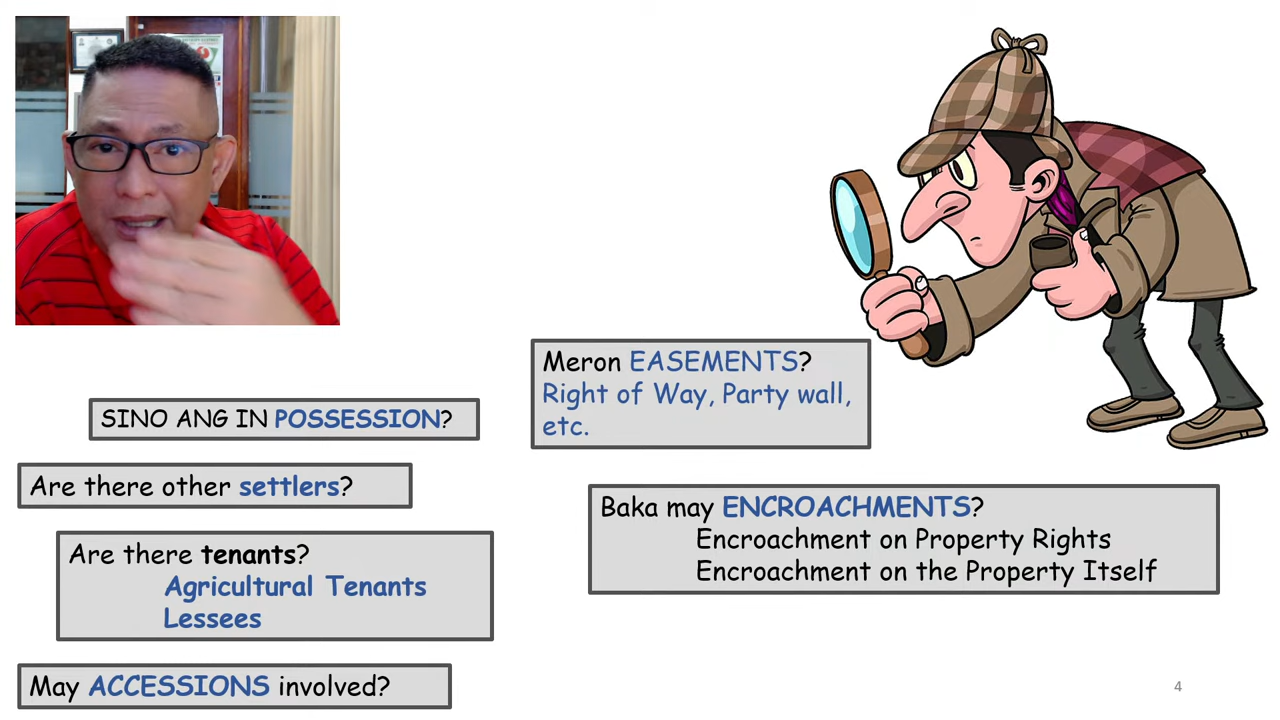 SINO ANG IN POSSESSION?
Are there other settlers?
Are there tenants?
Agricultural Tenants
Lessees
May ACCESSIONS involved?
Meron EASEMENTS?
Right of Way, Party wall,
etc.
Baka may ENCROACHMENTS?
Encroachment on Property Rights
Encroachment on the Property Itself
4